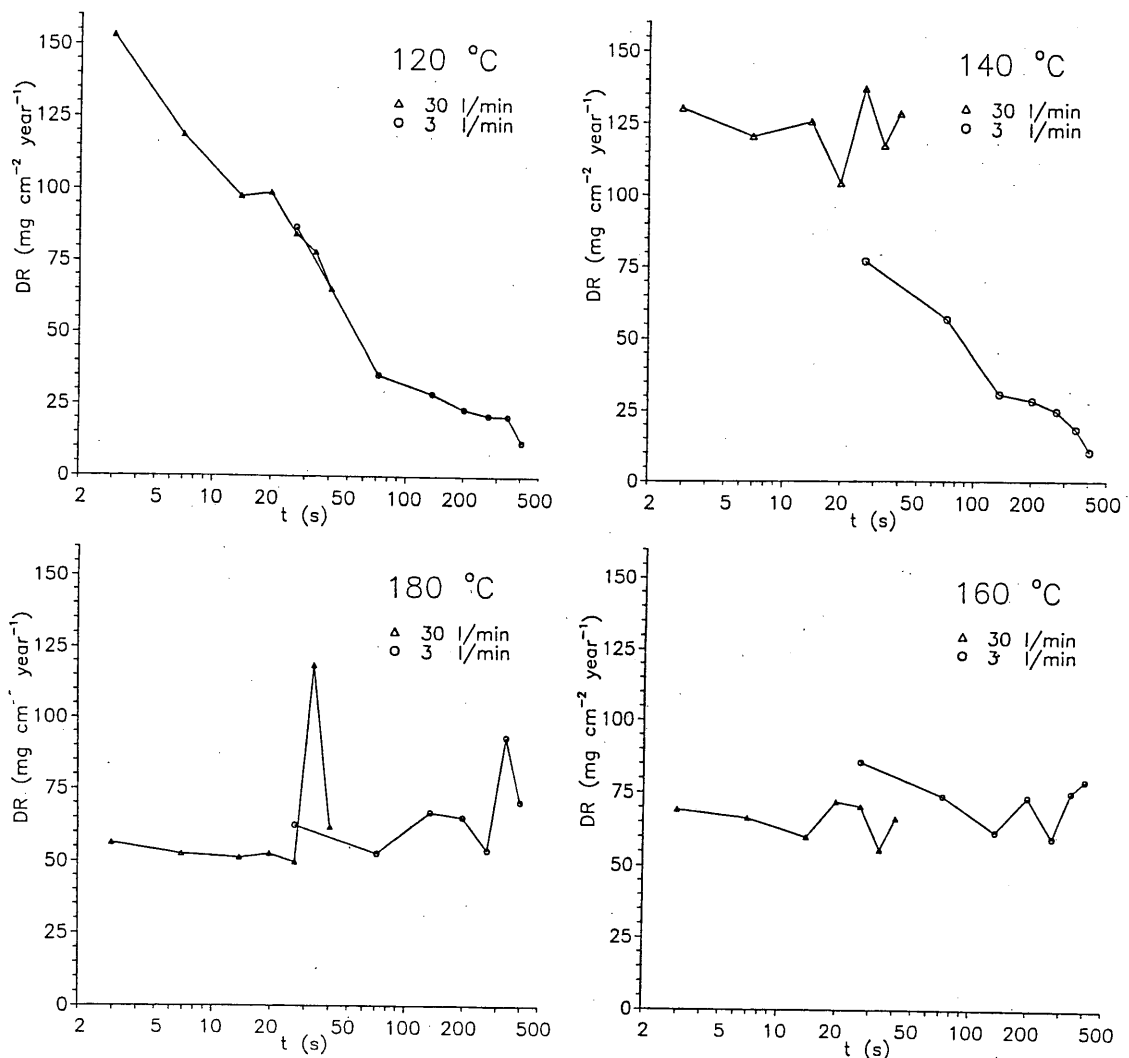 120 °C
△ 30 l/min
○ 3 l/min
DR (mg cm⁻² year⁻¹)
150
125
100
75
50
25
0
2 5 10 20 50 100 200 500
t (s)
140 °C
△ 30 l/min
○ 3 l/min
DR (mg cm⁻² year⁻¹)
150
125
100
75
50
25
0
2 5 10 20 50 100 200 500
t (s)
180 °C
△ 30 l/min
○ 3 l/min
DR (mg cm⁻ year⁻¹)
150
125
100
75
50
25
0
2 5 10 20 50 100 200 500
t (s)
160 °C
△ 30 l/min
○ 3 l/min
DR (mg cm⁻² year⁻¹)
150
125
100
75
50
25
0
2 5 10 20 50 100 200 500
t (s)